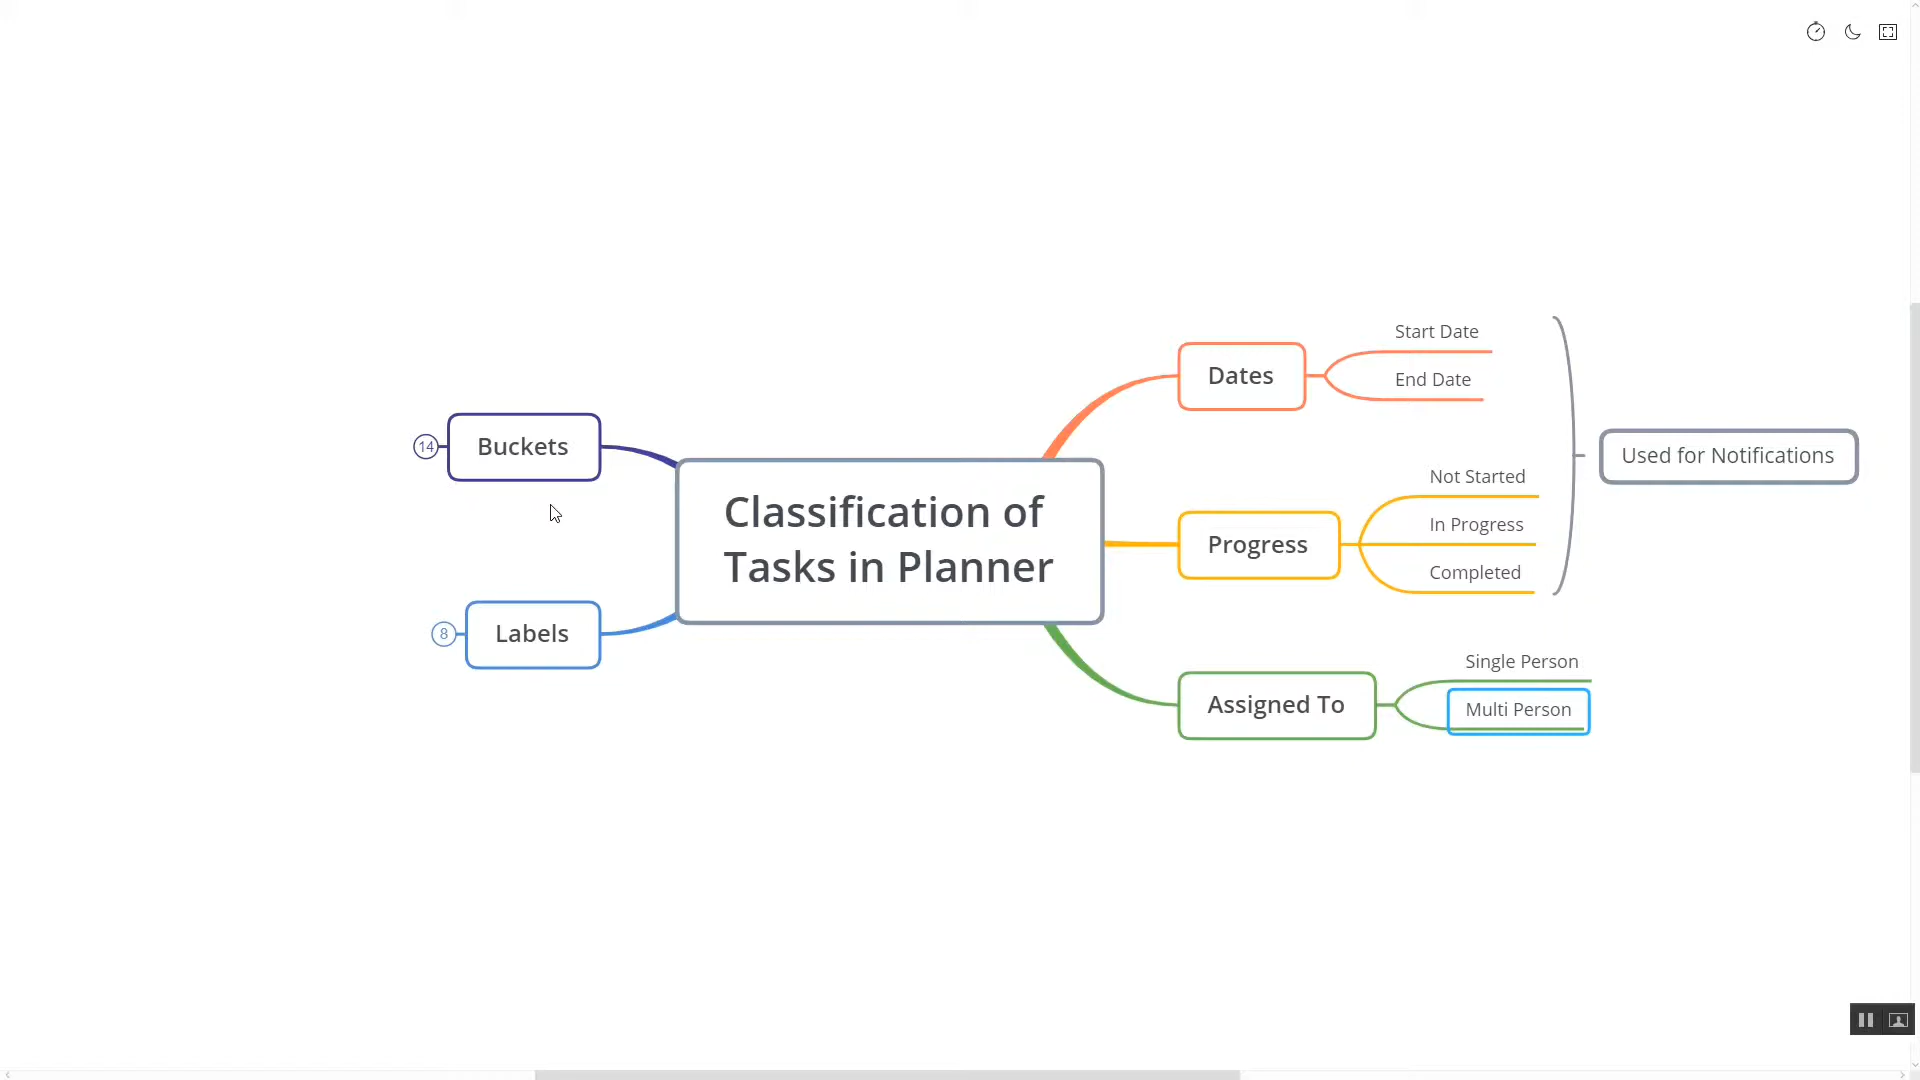 Classification of
Tasks in Planner
Dates
Start Date
End Date
Progress
Not Started
In Progress
Completed
Used for Notifications
Assigned To
Single Person
Multi Person
Buckets
14
Labels
8